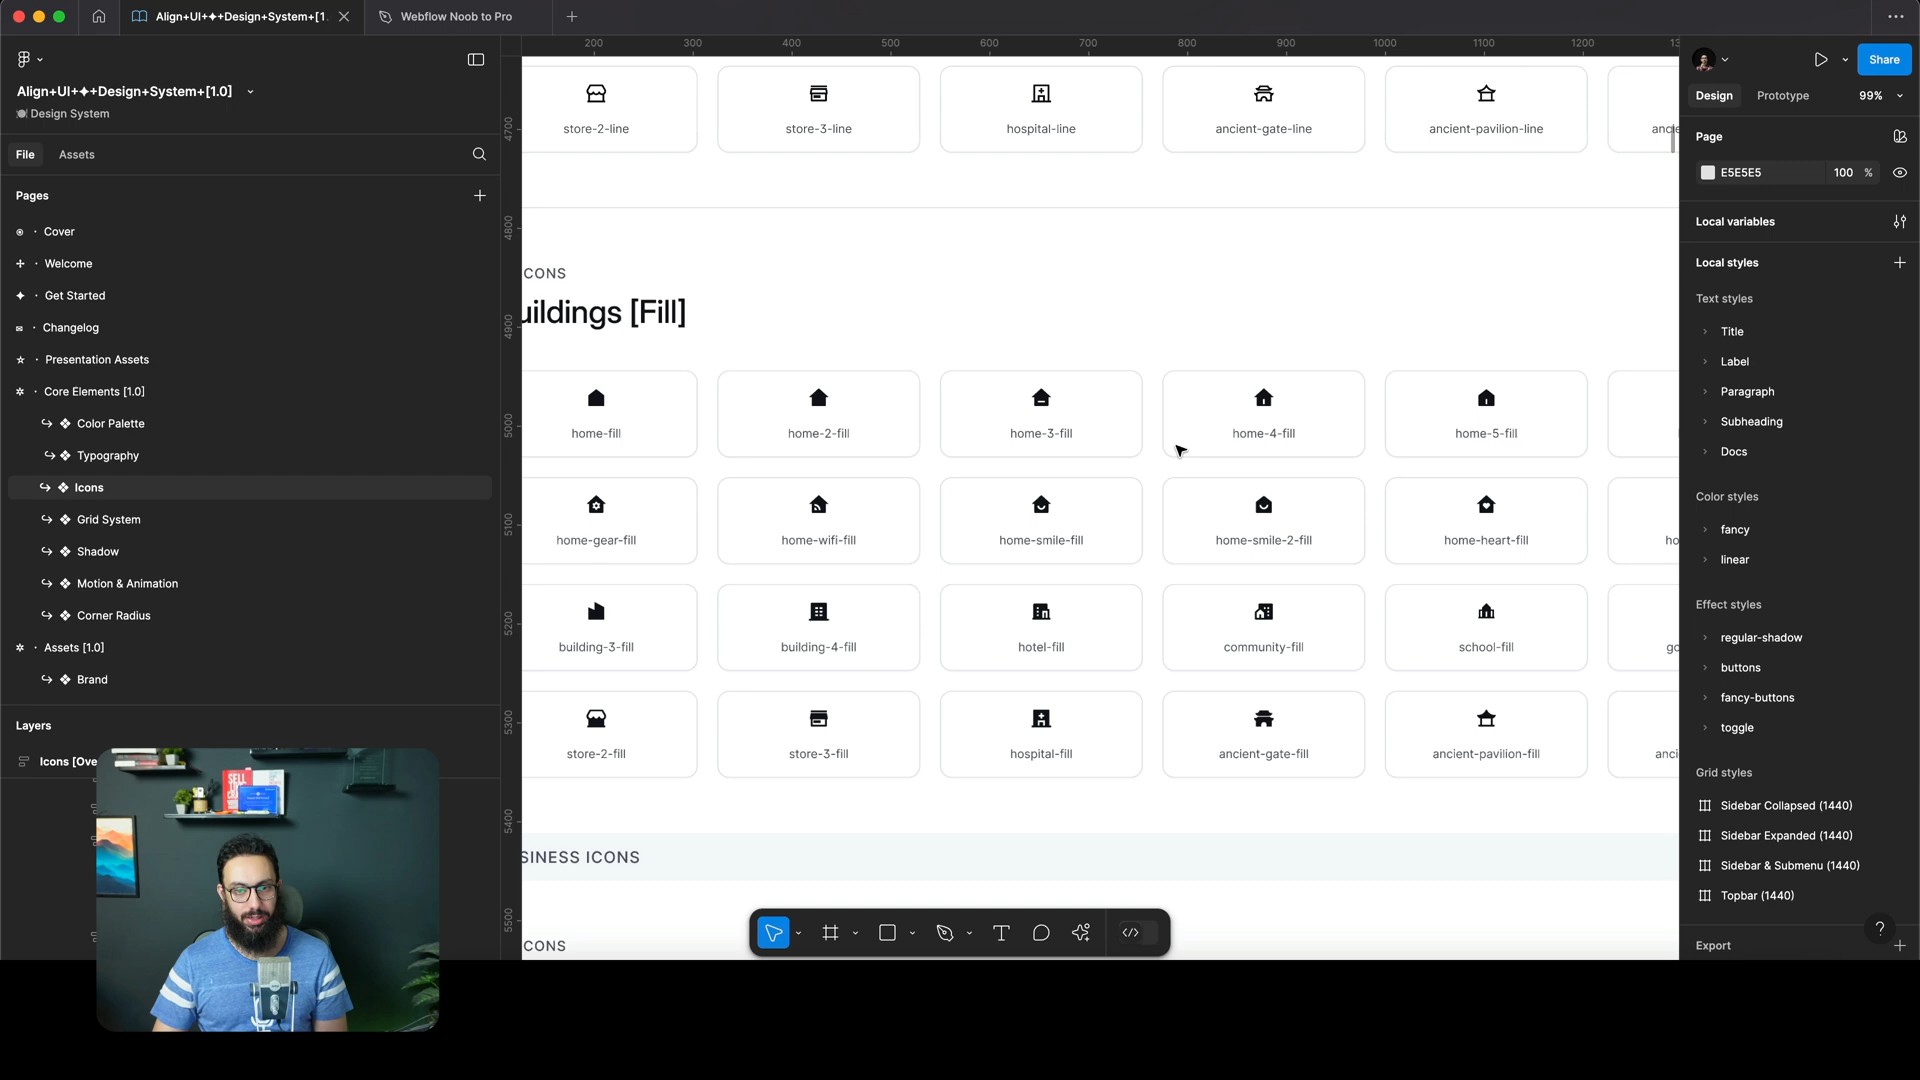 Align+UI+✦+Design+System+[1
Webflow Noob to Pro
Align+UI+✦+Design+System+[1.0]
Design System
File
Assets
Pages
Cover
Welcome
Get Started
Changelog
Presentation Assets
Core Elements [1.0]
Color Palette
Typography
Icons
Grid System
Shadow
Motion & Animation
Corner Radius
Assets [1.0]
Brand
Layers
Icons [Ove
200 300 400 500 600 700 800 900 1000 1100 1200
4700
4800
4900
5000
5100
5200
5300
5400
5500
store-2-line
store-3-line
hospital-line
ancient-gate-line
ancient-pavilion-line
CONS
uildings [Fill]
home-fill
home-2-fill
home-3-fill
home-4-fill
home-5-fill
home-gear-fill
home-wifi-fill
home-smile-fill
home-smile-2-fill
home-heart-fill
ho
building-3-fill
building-4-fill
hotel-fill
community-fill
school-fill
store-2-fill
store-3-fill
hospital-fill
ancient-gate-fill
ancient-pavilion-fill
anci
SINESS ICONS
CONS
Share
Design
Prototype
99%
Page
E5E5E5
100 %
Local variables
Local styles
Text styles
Title
Label
Paragraph
Subheading
Docs
Color styles
fancy
linear
Effect styles
regular-shadow
buttons
fancy-buttons
toggle
Grid styles
Sidebar Collapsed (1440)
Sidebar Expanded (1440)
Sidebar & Submenu (1440)
Topbar (1440)
?
Export
SELL